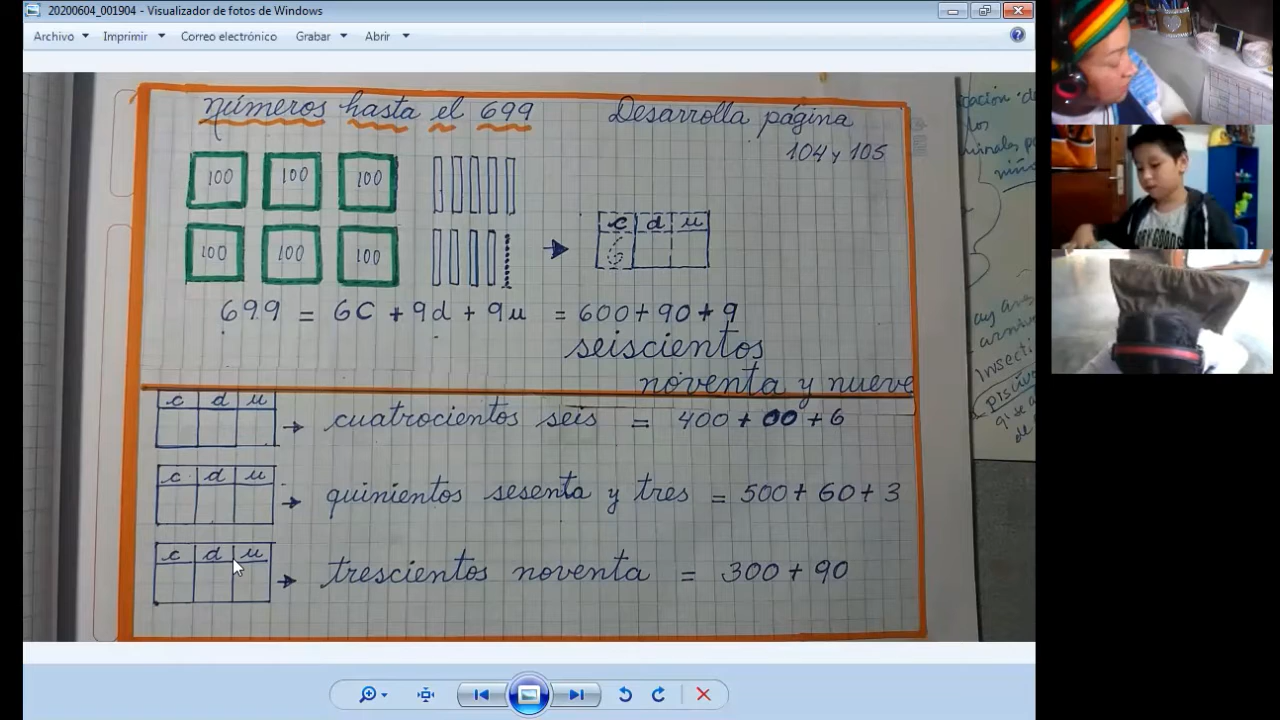 20200604_001904 - Visualizador de fotos de Windows
Archivo Imprimir Correo electrónico Grabar Abrir
números hasta el 699 Desarrolla página
104 y 105
100 100 100
c d u
6
100 100 100
699 = 6C + 9d + 9u = 600 + 90 + 9
seiscientos
noventa y nueve
c d u
cuatrocientos seis = 400 + 00 + 6
c d u
quinientos sesenta y tres = 500 + 60 + 3
c d u
trescientos noventa = 300 + 90